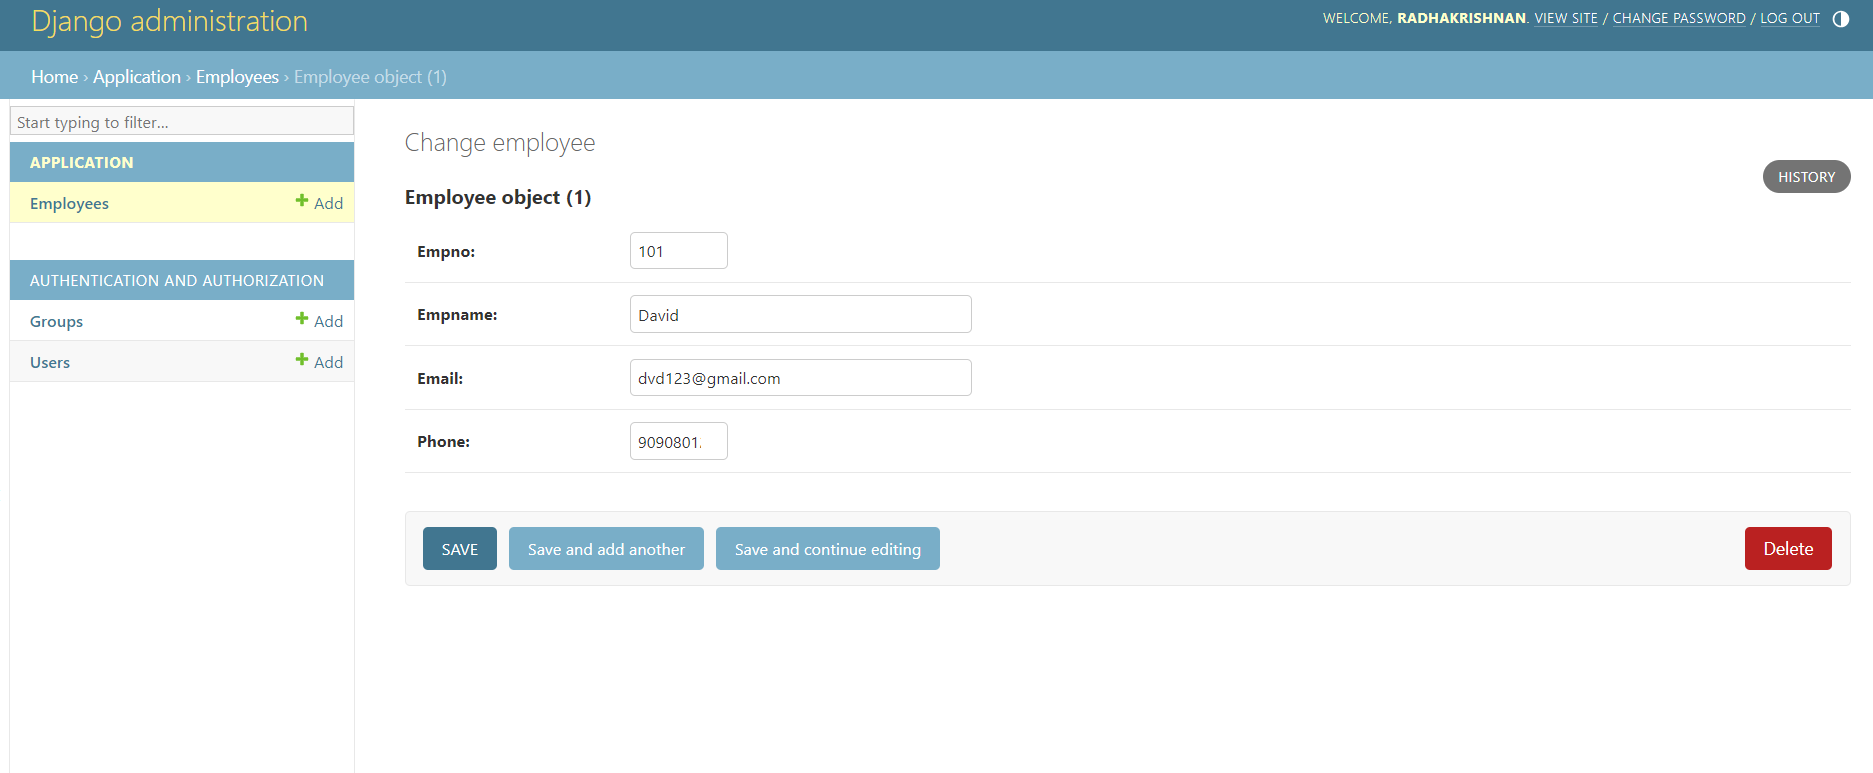 Django administration
WELCOME, RADHAKRISHNAN. VIEW SITE / CHANGE PASSWORD / LOG OUT
Home › Application › Employees › Employee object (1)
Start typing to filter...
APPLICATION
Employees + Add
AUTHENTICATION AND AUTHORIZATION
Groups + Add
Users + Add
Change employee
HISTORY
Employee object (1)
Empno: 101
Empname: David
Email: dvd123@gmail.com
Phone: 9090801
SAVE Save and add another Save and continue editing Delete